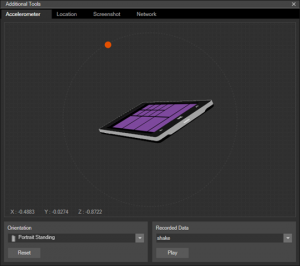 Additional Tools
Accelerometer Location Screenshot Network
X : -0.4683 Y : -0.9274 Z : -0.8722
Orientation
Portrait Standing
Reset
Recorded Data
shake
Play